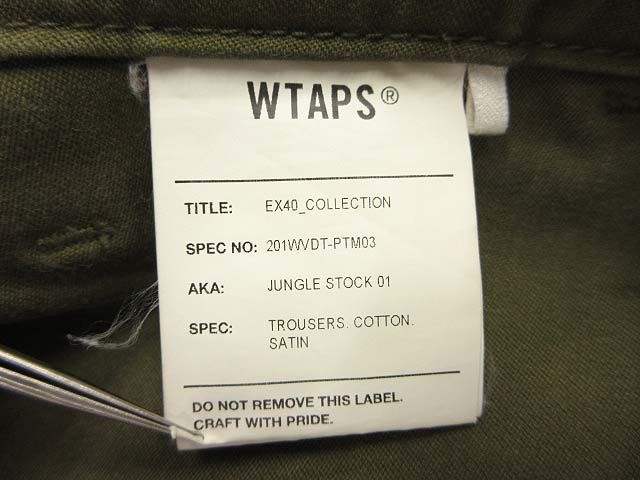 WTAPS®
TITLE: EX40_COLLECTION
SPEC NO: 201WVDT-PTM03
AKA: JUNGLE STOCK 01
SPEC: TROUSERS. COTTON.
SATIN
DO NOT REMOVE THIS LABEL.
CRAFT WITH PRIDE.